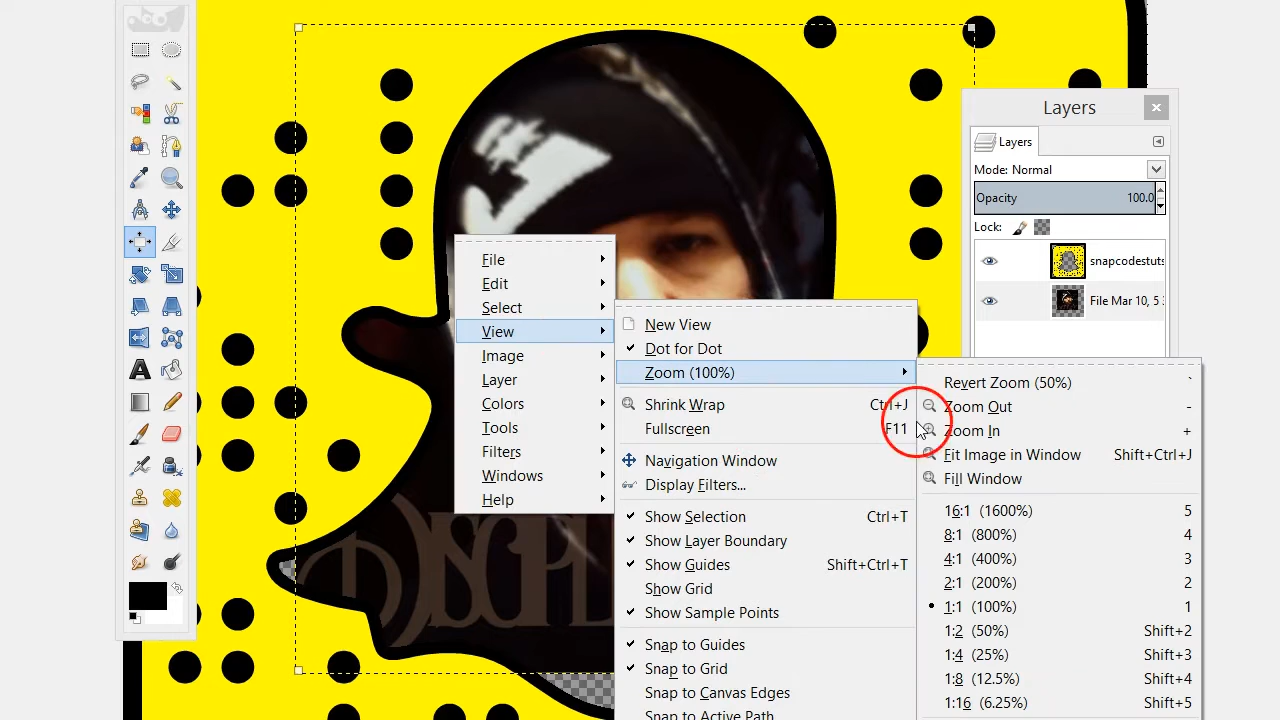 Layers
Layers
Mode: Normal
Opacity 100.0
Lock:
snapcodestuts
File Mar 10, 5
File
Edit
Select
View
Image
Layer
Colors
Tools
Filters
Windows
Help
New View
Dot for Dot
Zoom (100%)
Shrink Wrap Ctrl+J
Fullscreen F11
Navigation Window
Display Filters...
Show Selection Ctrl+T
Show Layer Boundary
Show Guides Shift+Ctrl+T
Show Grid
Show Sample Points
Snap to Guides
Snap to Grid
Snap to Canvas Edges
Snap to Active Path
Revert Zoom (50%) `
Zoom Out -
Zoom In +
Fit Image in Window Shift+Ctrl+J
Fill Window
16:1 (1600%) 5
8:1 (800%) 4
4:1 (400%) 3
2:1 (200%) 2
1:1 (100%) 1
1:2 (50%) Shift+2
1:4 (25%) Shift+3
1:8 (12.5%) Shift+4
1:16 (6.25%) Shift+5